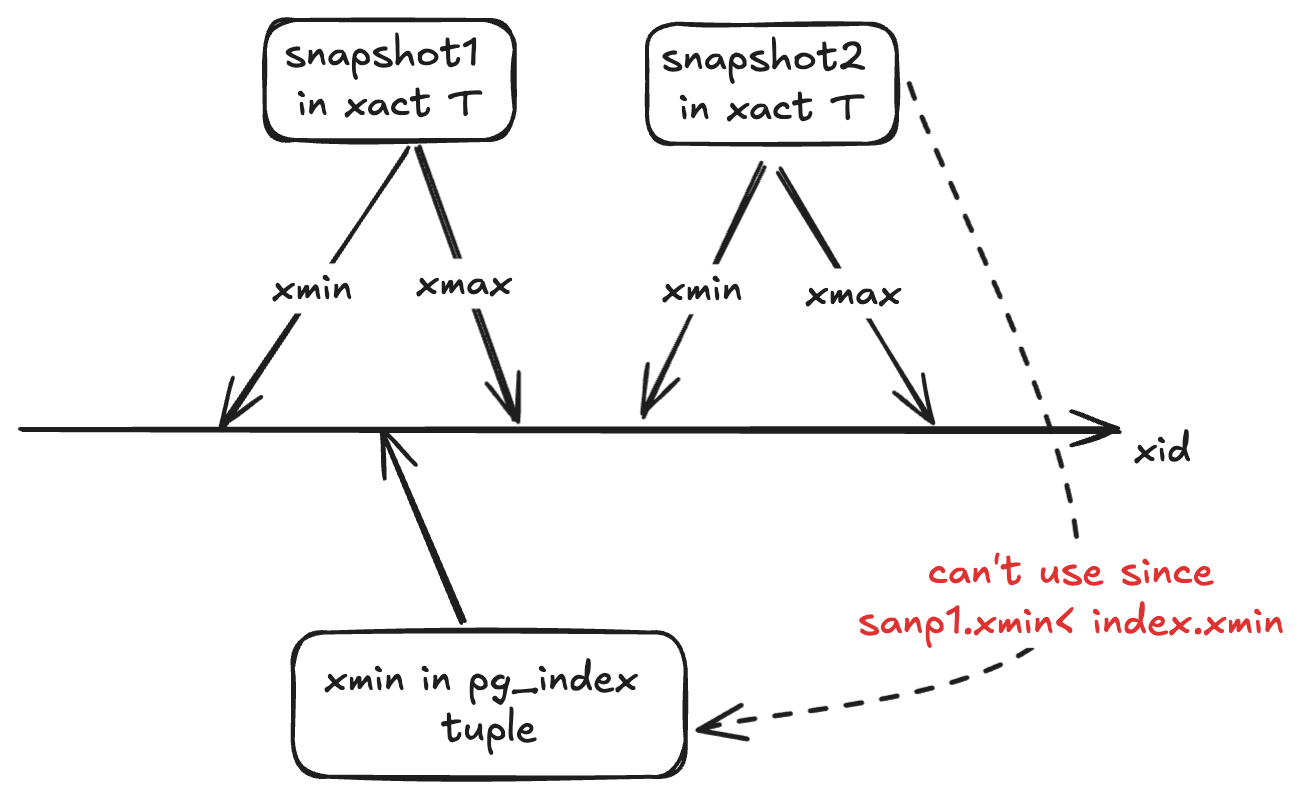 snapshot1
in xact T
snapshot2
in xact T
xmin
xmax
xmin
xmax
xid
can't use since
sanp1.xmin< index.xmin
xmin in pg_index
tuple